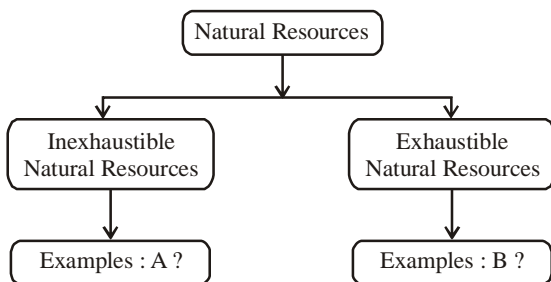 Natural Resources
Inexhaustible
Natural Resources
Exhaustible
Natural Resources
Examples : A ?
Examples : B ?